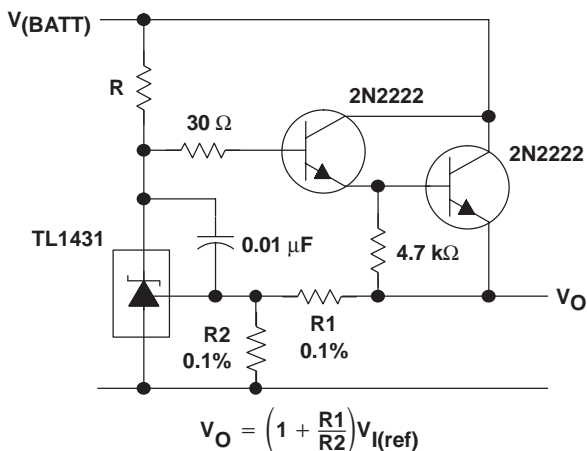 V(BATT)
R
30 Ω
2N2222
2N2222
TL1431
0.01 μF
4.7 kΩ
VO
R2
0.1%
R1
0.1%
VO = (1 + R1/R2)VI(ref)